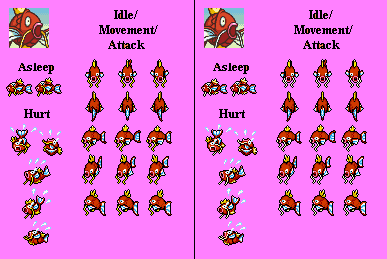 Idle/
Movement/
Attack
Asleep
Hurt
Idle/
Movement/
Attack
Asleep
Hurt